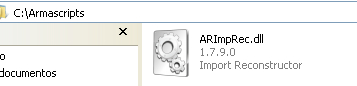 C:\Armascripts
ARImpRec.dll
1.7.9.0
Import Reconstructor
o
documentos